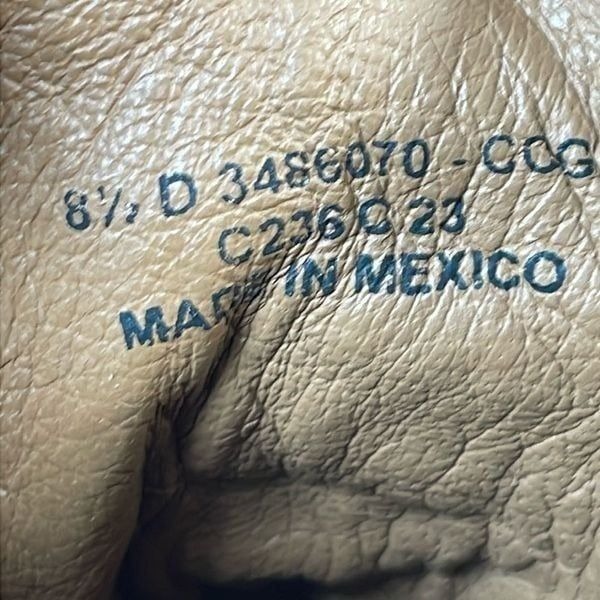 8½ D 3486070 - CCG
C236 C 23
MADE IN MEXICO